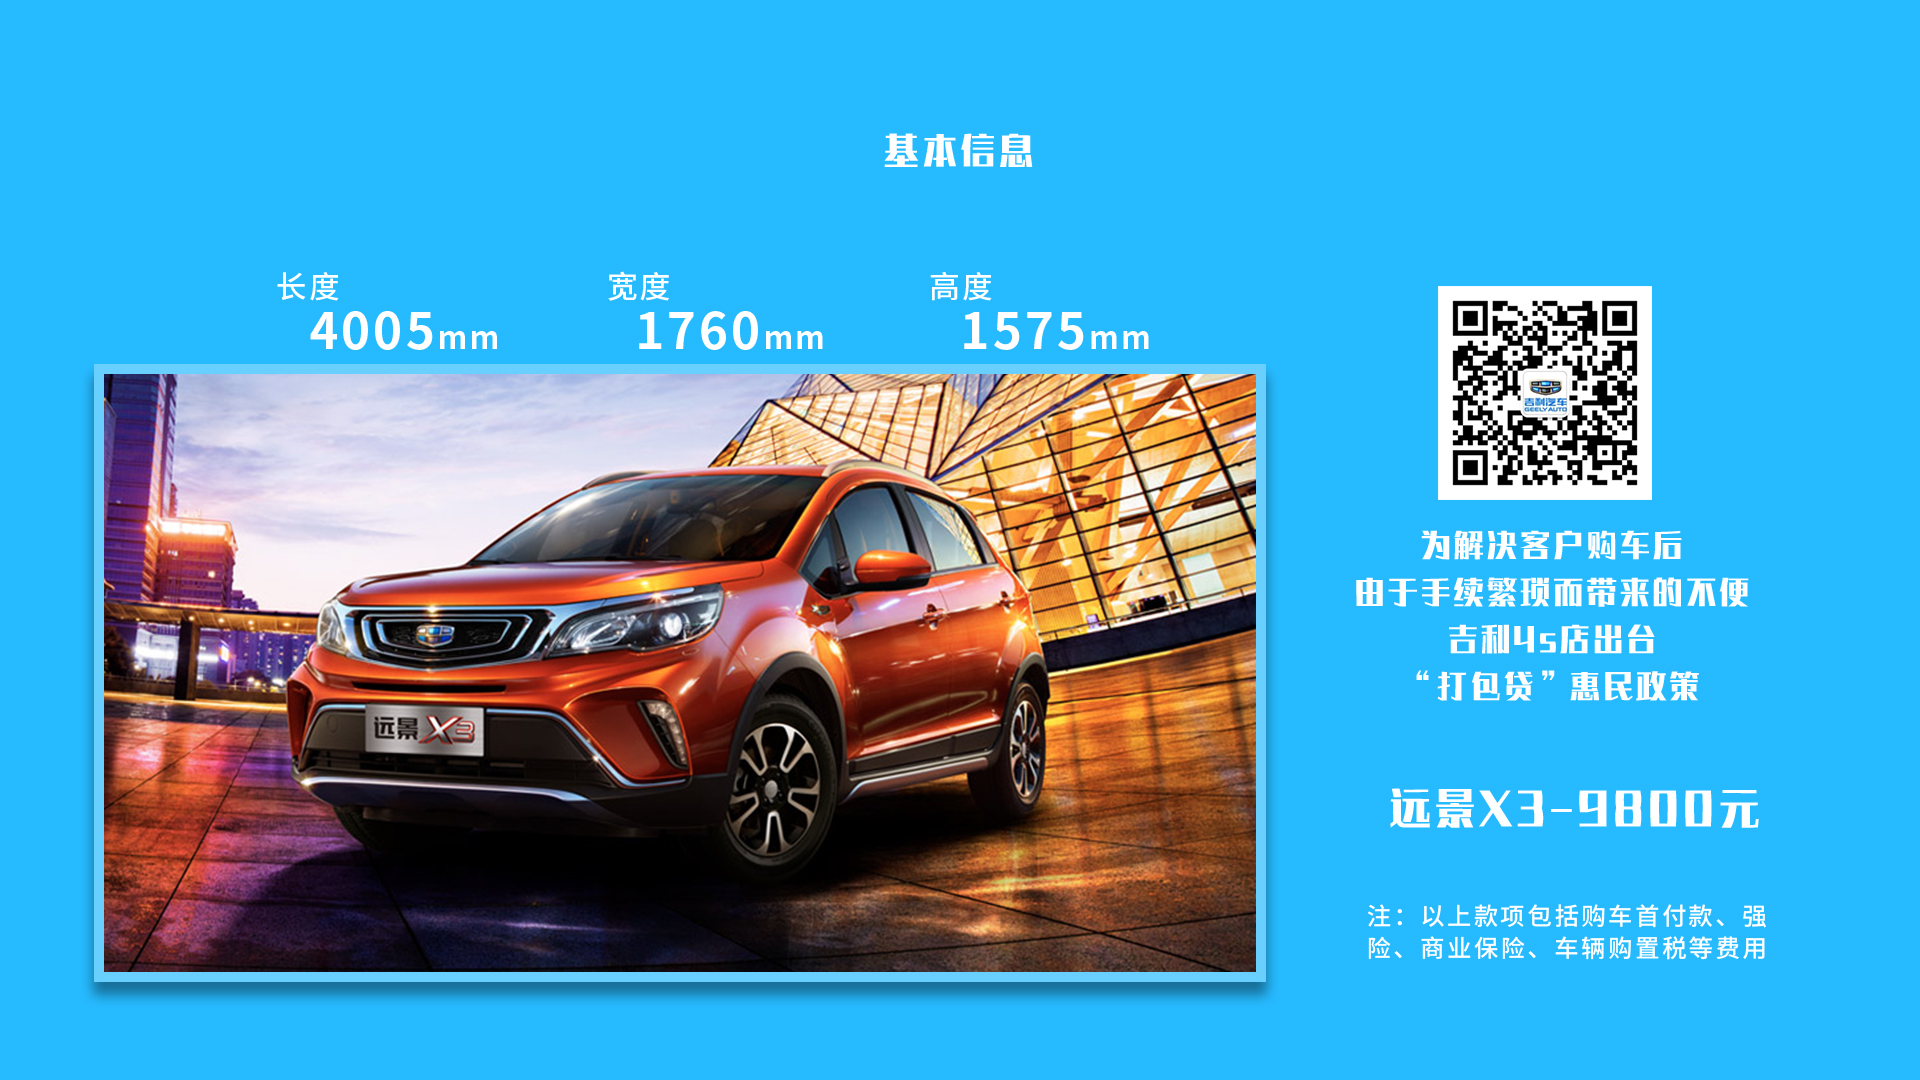 基本信息
长度
4005mm
宽度
1760mm
高度
1575mm
远景X3
吉利汽车
GEELY AUTO
为解决客户购车后
由于手续繁琐而带来的不便
吉利4s店出台
“打包贷”惠民政策
远景X3-9800元
注：以上款项包括购车首付款、强
险、商业保险、车辆购置税等费用